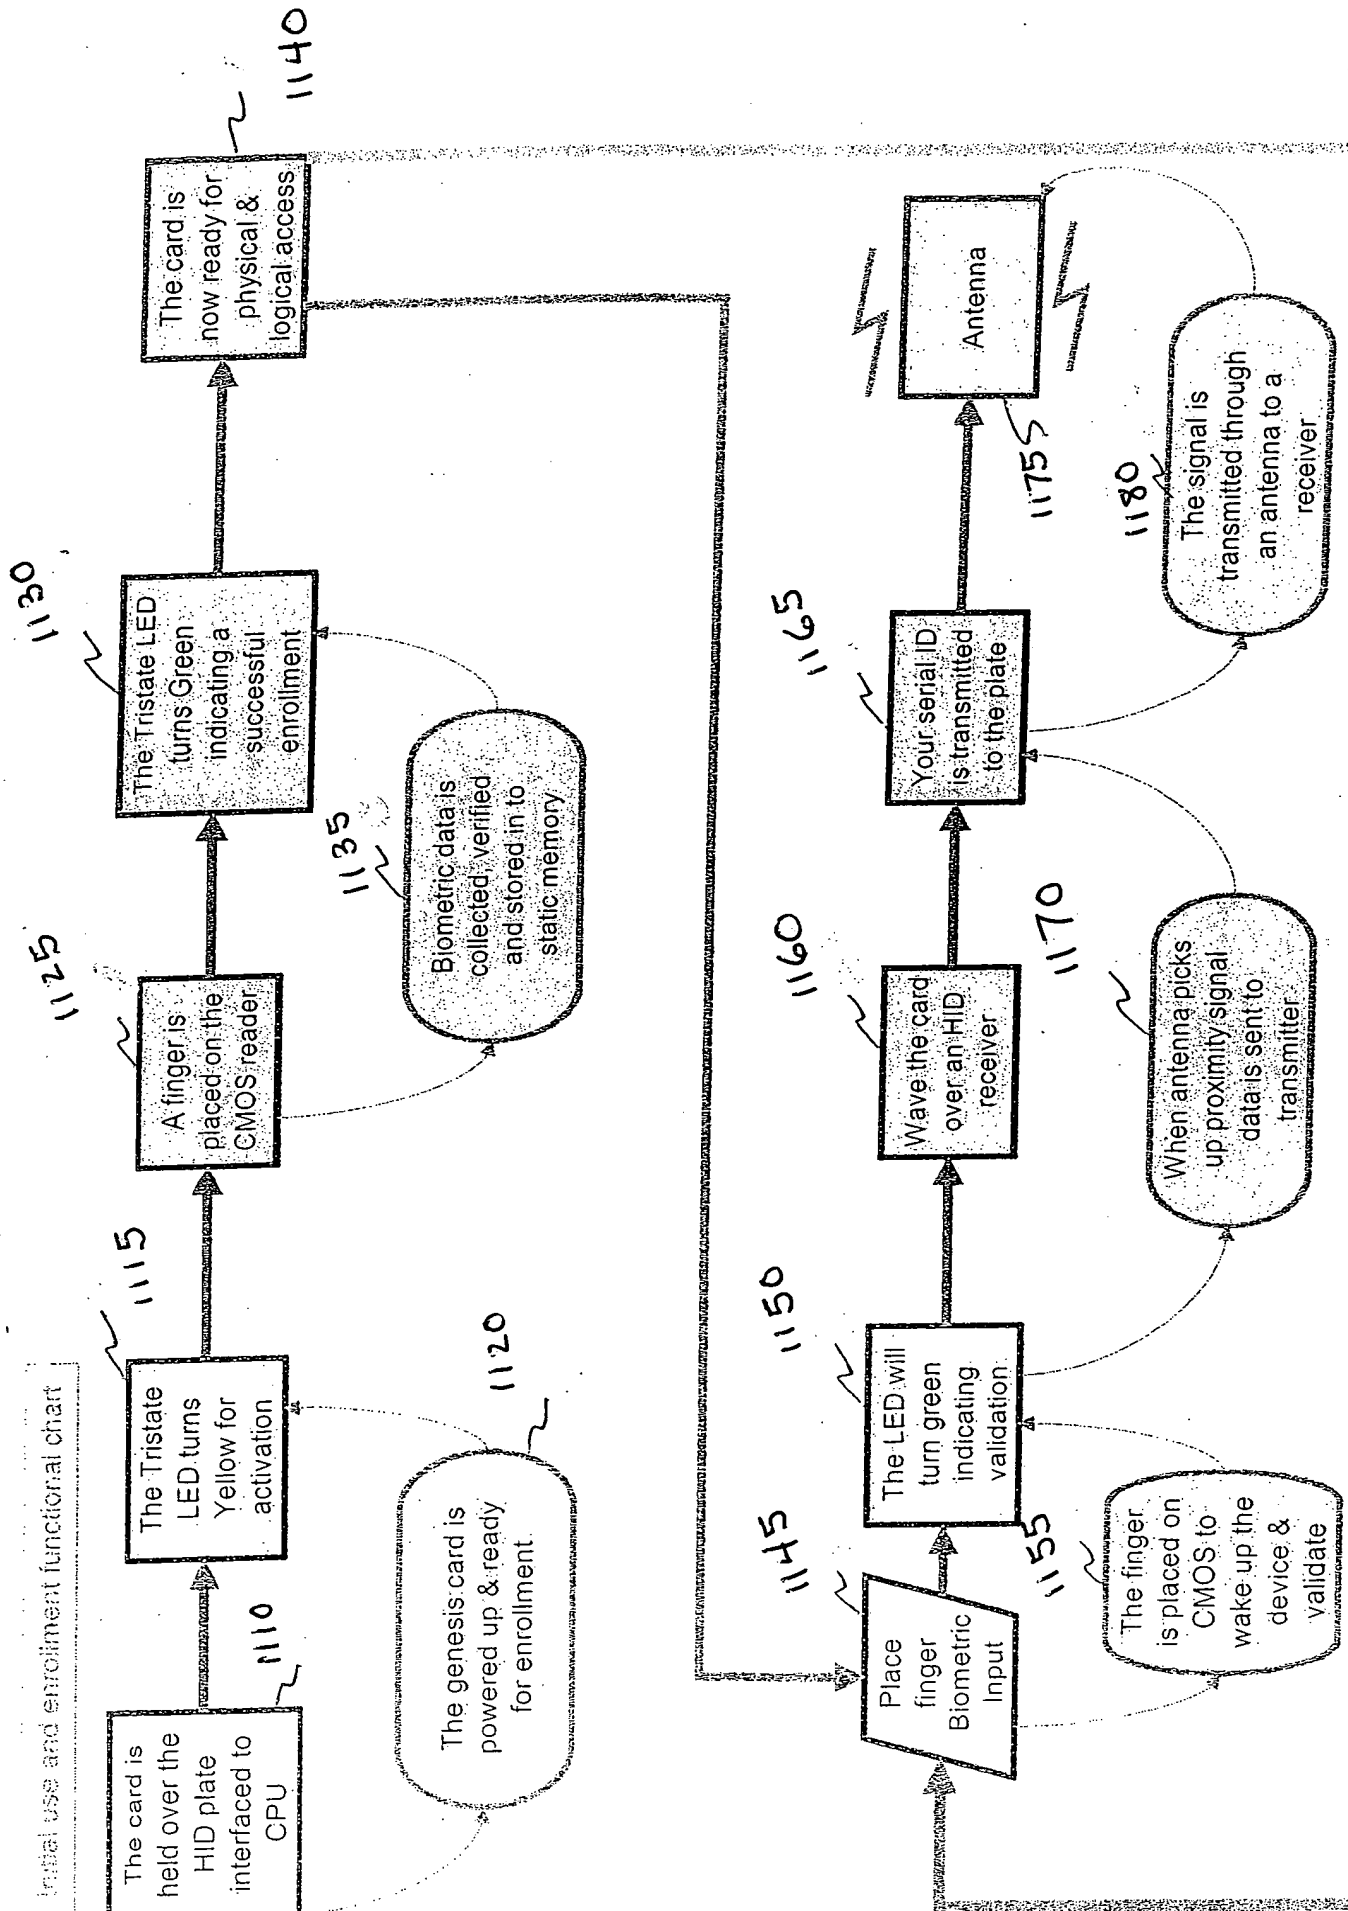 Initial use and enrollment functional chart
The card is
held over the
HID plate
interfaced to
CPU
1110
The Tristate
LED turns
Yellow for
activation
1115
The genesis card is
powered up & ready
for enrollment
1120
A finger is
placed on the
CMOS reader
1125
The Tristate LED
turns Green
indicating a
successful
enrollment
1130
Biometric data is
collected, verified
and stored in to
static memory
1135
The card is
now ready for
physical &
logical access
1140
Place
finger
Biometric
Input
1145
The LED will
turn green
indicating
validation
1150
The finger
is placed on
CMOS to
wake up the
device &
validate
1155
Wave the card
over an HID
receiver
1160
Your serial ID
is transmitted
to the plate
1165
When antenna picks
up proximity signal
data is sent to
transmitter
1170
Antenna
1175
The signal is
transmitted through
an antenna to a
receiver
1180